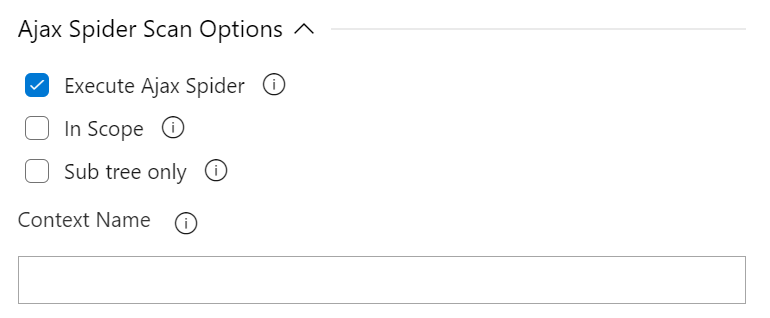 Ajax Spider Scan Options
Execute Ajax Spider
In Scope
Sub tree only
Context Name